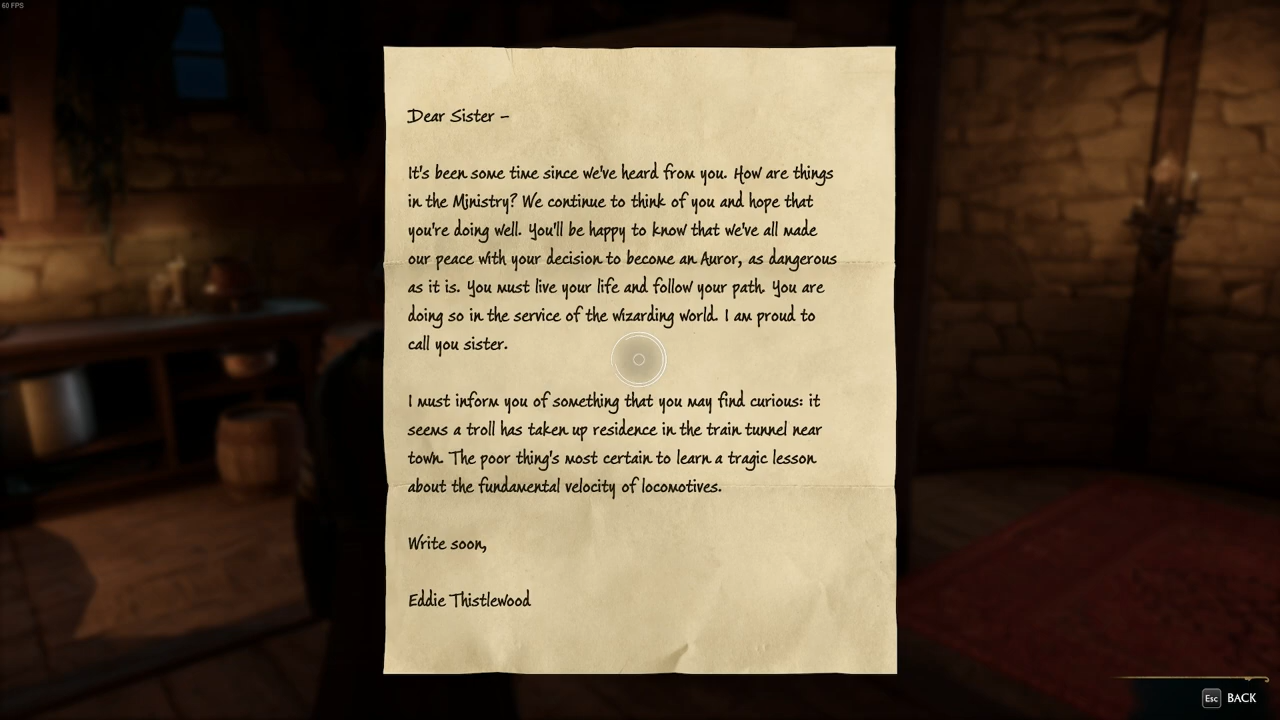 60 FPS
Dear Sister –
It's been some time since we've heard from you. How are things
in the Ministry? We continue to think of you and hope that
you're doing well. You'll be happy to know that we've all made
our peace with your decision to become an Auror, as dangerous
as it is. You must live your life and follow your path. You are
doing so in the service of the wizarding world. I am proud to
call you sister.
I must inform you of something that you may find curious: it
seems a troll has taken up residence in the train tunnel near
town. The poor thing's most certain to learn a tragic lesson
about the fundamental velocity of locomotives.
Write soon,
Eddie Thistlewood
Esc BACK